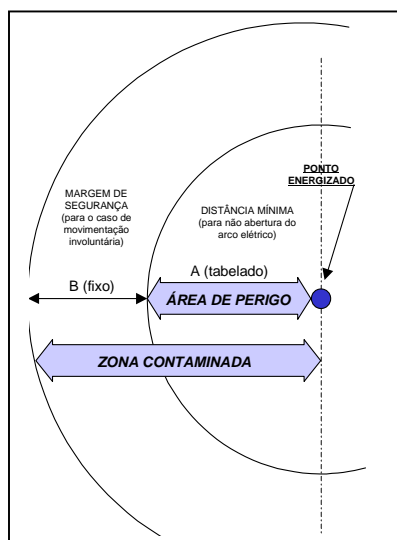 PONTO
ENERGIZADO
MARGEM DE
SEGURANÇA
(para o caso de
movimentação
involuntária)
DISTÂNCIA MÍNIMA
(para não abertura do
arco elétrico)
B (fixo)
A (tabelado)
ÁREA DE PERIGO
ZONA CONTAMINADA